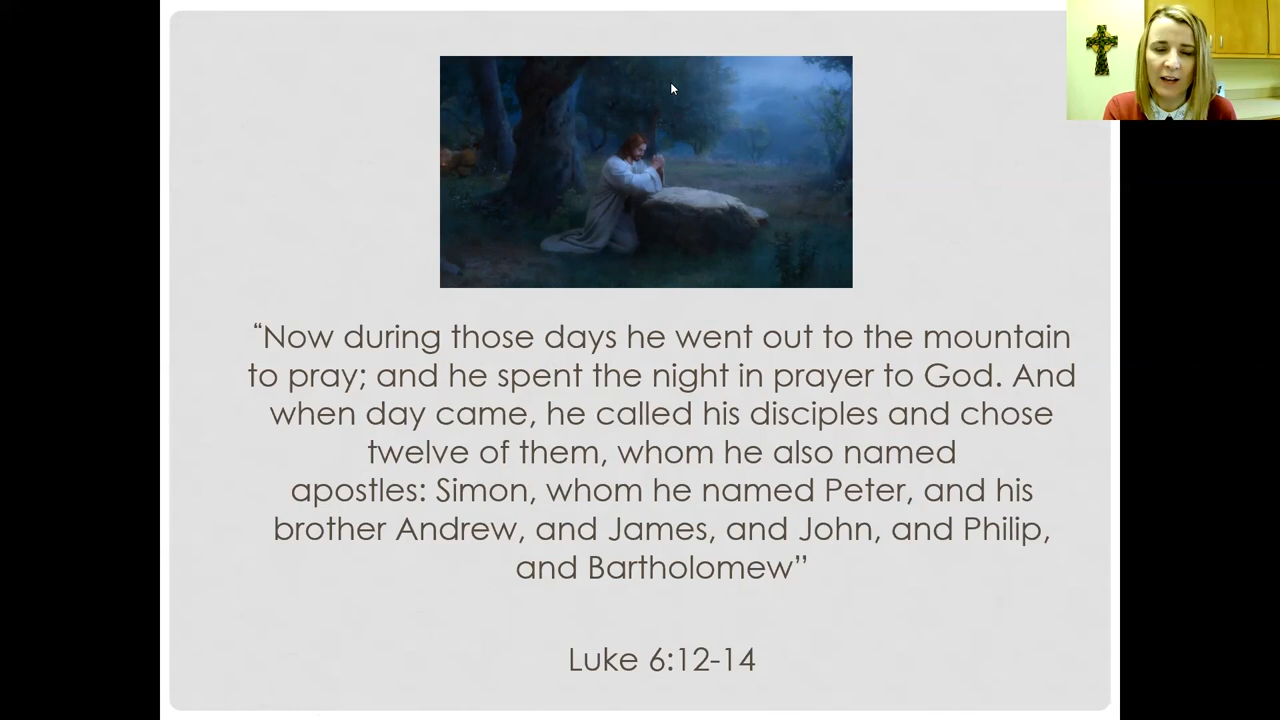 “Now during those days he went out to the mountain
to pray; and he spent the night in prayer to God. And
when day came, he called his disciples and chose
twelve of them, whom he also named
apostles: Simon, whom he named Peter, and his
brother Andrew, and James, and John, and Philip,
and Bartholomew”
Luke 6:12-14